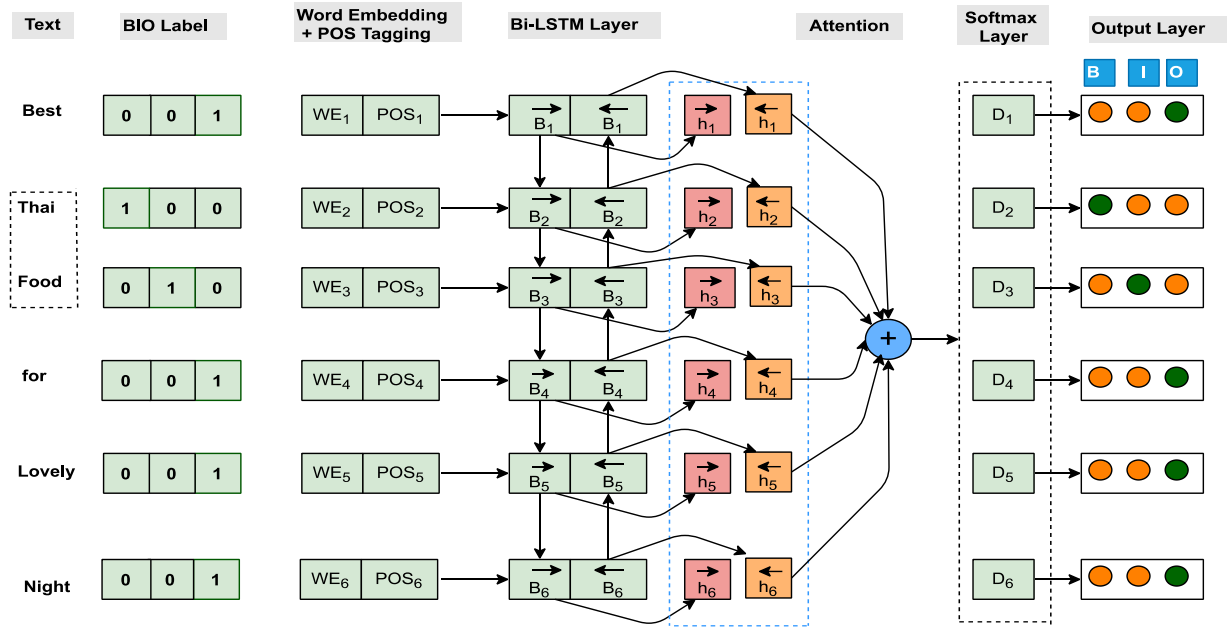 Text BIO Label Word Embedding + POS Tagging Bi-LSTM Layer Attention Softmax Layer Output Layer
B I O
Best 0 0 1 WE1 POS1 B1 B1 h1 h1 D1
Thai 1 0 0 WE2 POS2 B2 B2 h2 h2 D2
Food 0 1 0 WE3 POS3 B3 B3 h3 h3 D3
+
for 0 0 1 WE4 POS4 B4 B4 h4 h4 D4
Lovely 0 0 1 WE5 POS5 B5 B5 h5 h5 D5
Night 0 0 1 WE6 POS6 B6 B6 h6 h6 D6